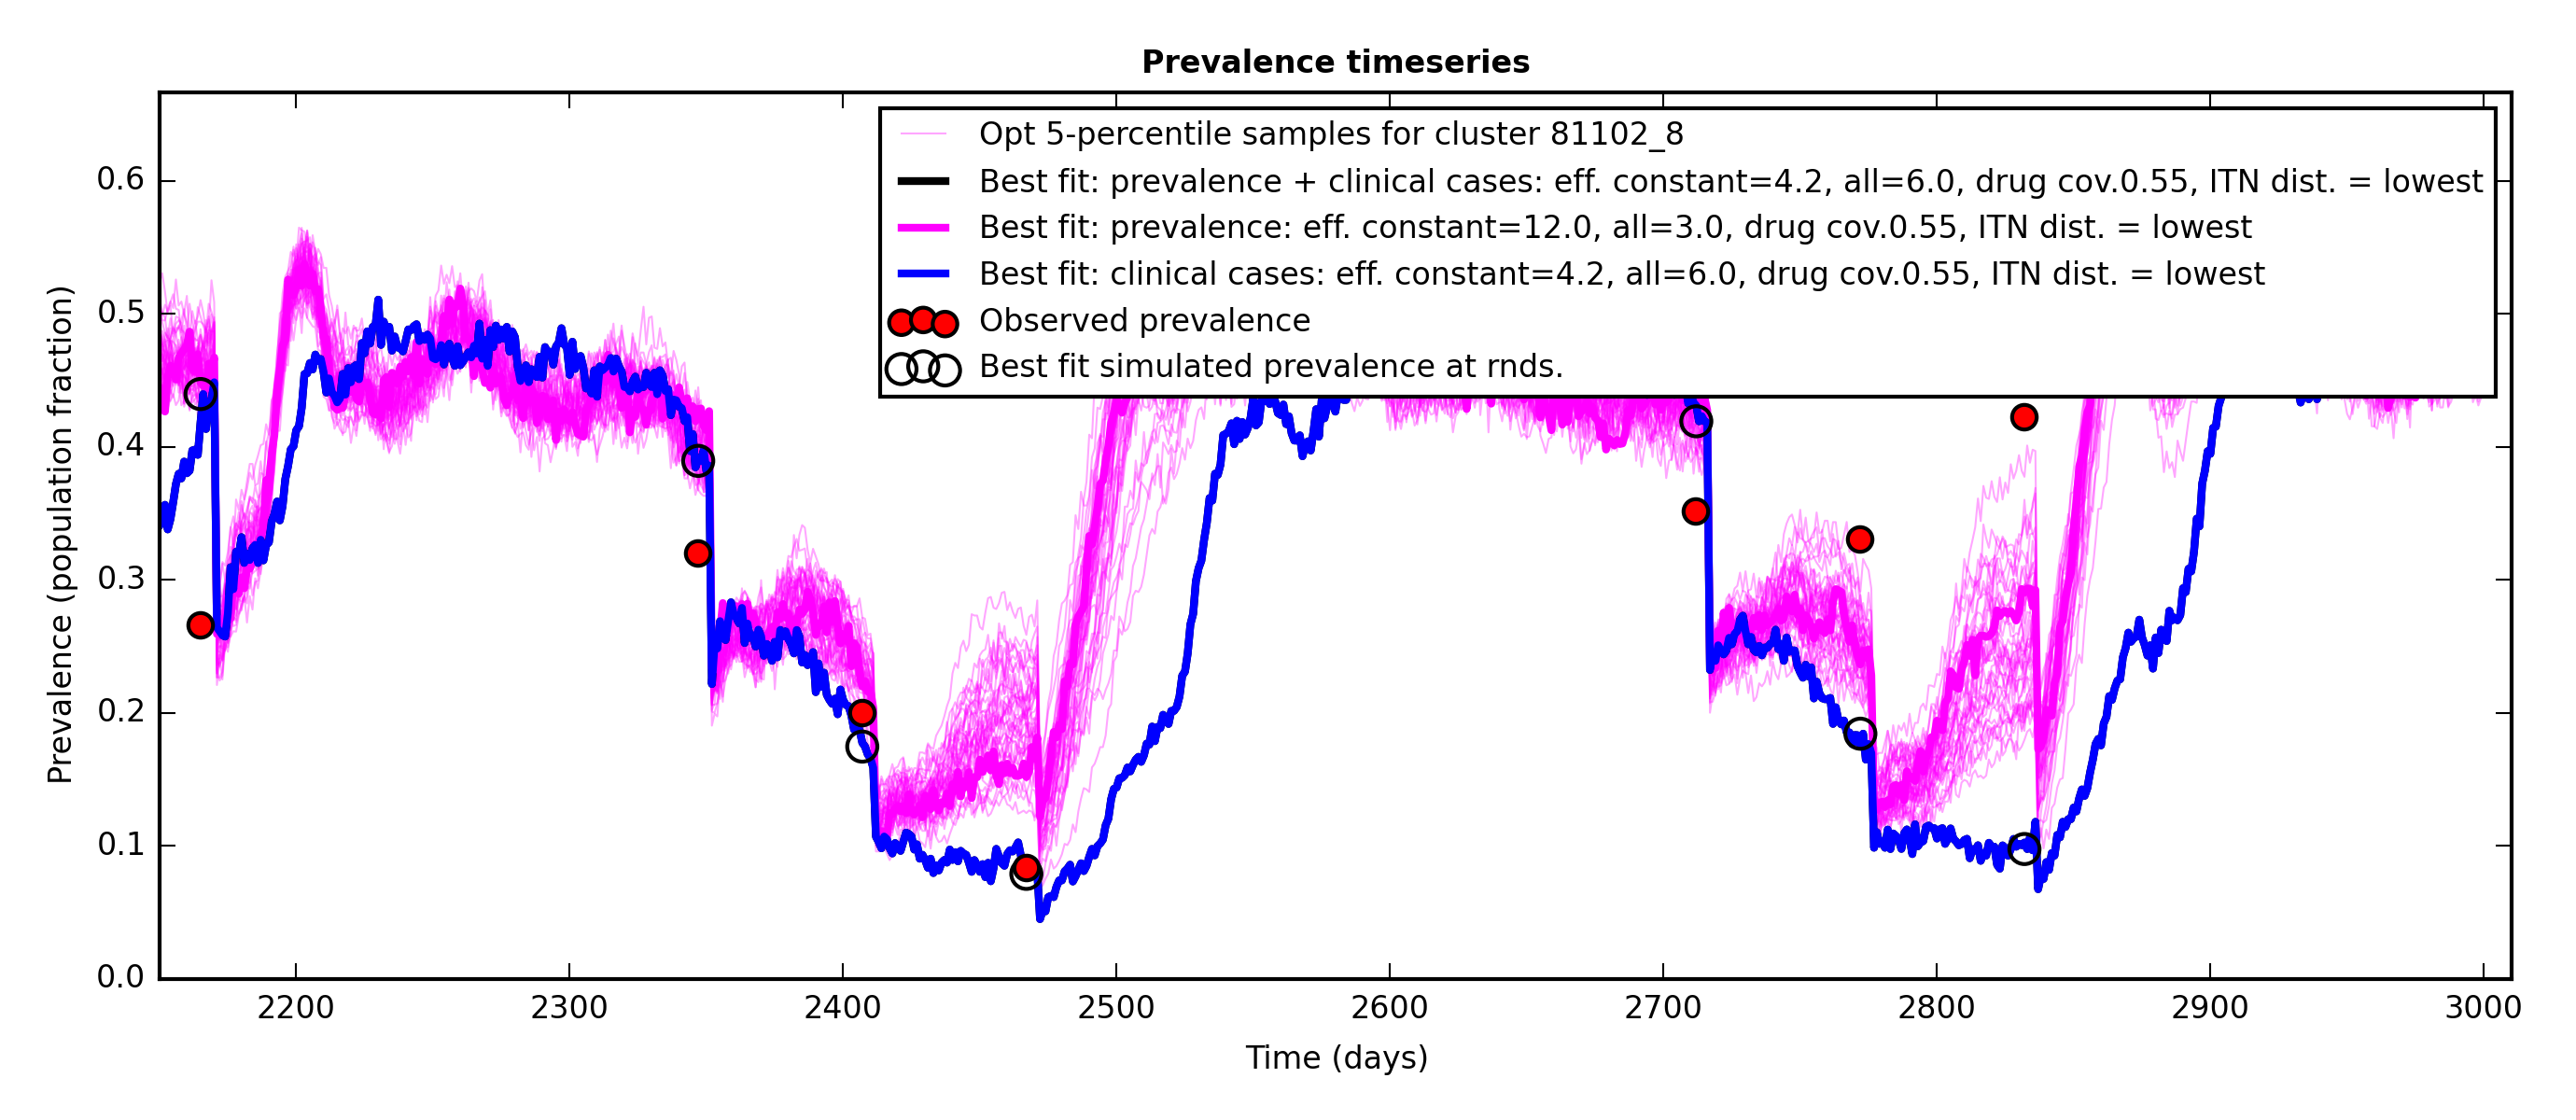 Prevalence timeseries
Opt 5-percentile samples for cluster 81102_8
Best fit: prevalence + clinical cases: eff. constant=4.2, all=6.0, drug cov.0.55, ITN dist. = lowest
Best fit: prevalence: eff. constant=12.0, all=3.0, drug cov.0.55, ITN dist. = lowest
Best fit: clinical cases: eff. constant=4.2, all=6.0, drug cov.0.55, ITN dist. = lowest
Observed prevalence
Best fit simulated prevalence at rnds.
Prevalence (population fraction)
0.6
0.5
0.4
0.3
0.2
0.1
0.0
2200 2300 2400 2500 2600 2700 2800 2900 3000
Time (days)